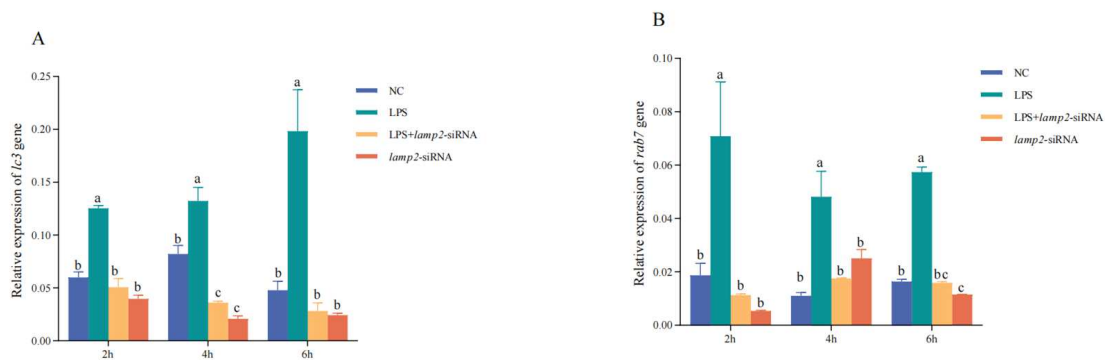 A
Relative expression of lc3 gene
0.25
0.20
0.15
0.10
0.05
0.00
b
a
b
b
b
a
c
c
b
a
b
b
2h
4h
6h
NC
LPS
LPS+lamp2-siRNA
lamp2-siRNA
B
Relative expression of rab7 gene
0.10
0.08
0.06
0.04
0.02
0.00
b
a
b
b
b
a
b
b
b
a
bc
c
2h
4h
6h
NC
LPS
LPS+lamp2-siRNA
lamp2-siRNA